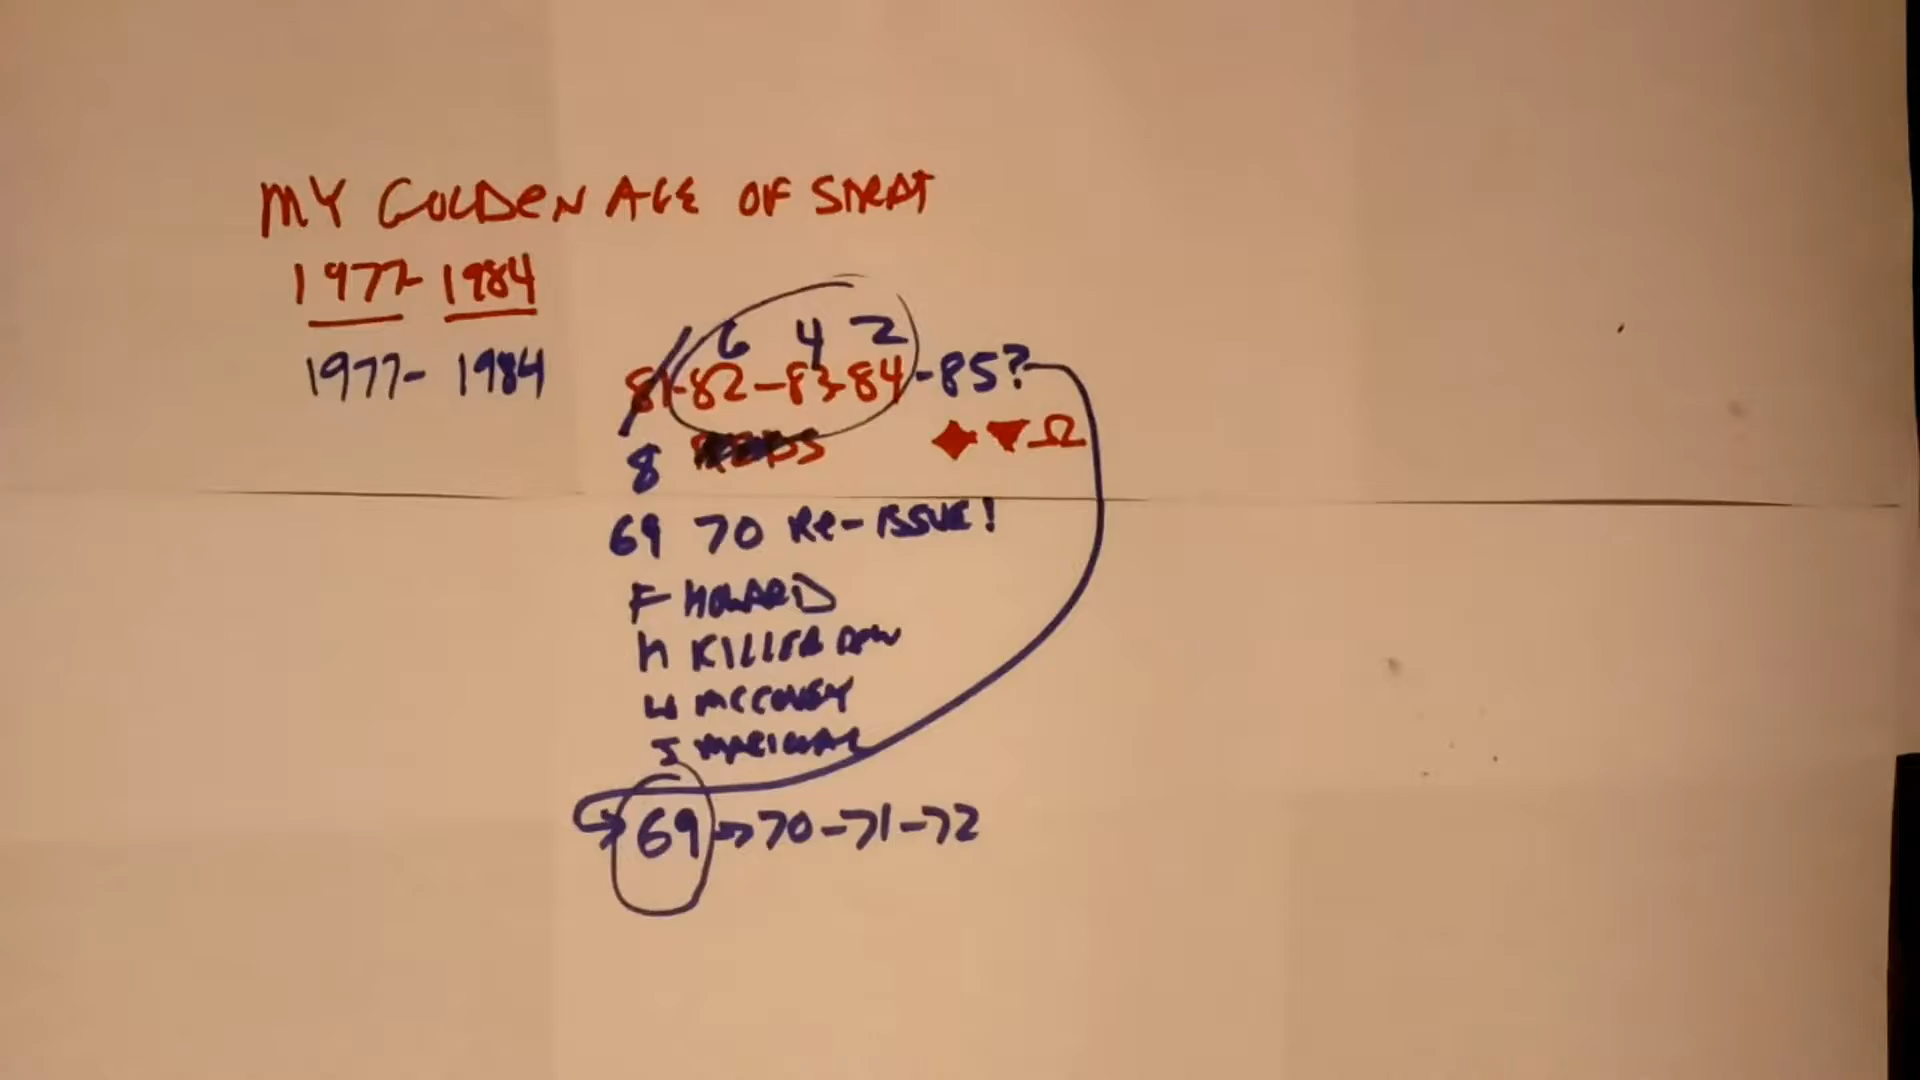 MY GOLDEN AGE OF STRAT
1977-1984
1977-1984
6 4 2
81-82-83-84-85?
8
69 70 Re-ISSUE!
F HOWARD
H KILLEBREW
W MCCOVEY
J MARICHAL
69→70-71-72